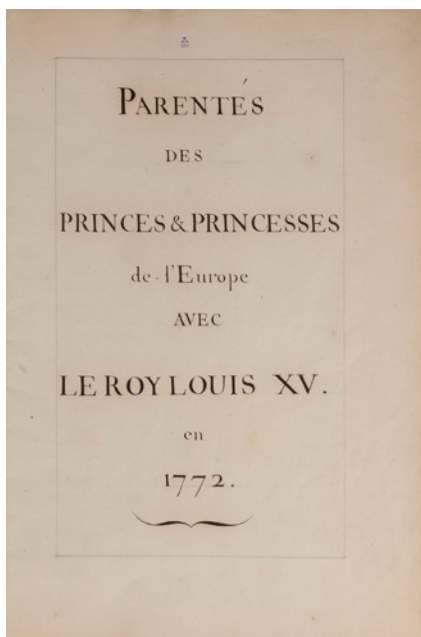 PARENTÉS
DES
PRINCES & PRINCESSES
de l'Europe
AVEC
LE ROY LOUIS XV.
en
1772.